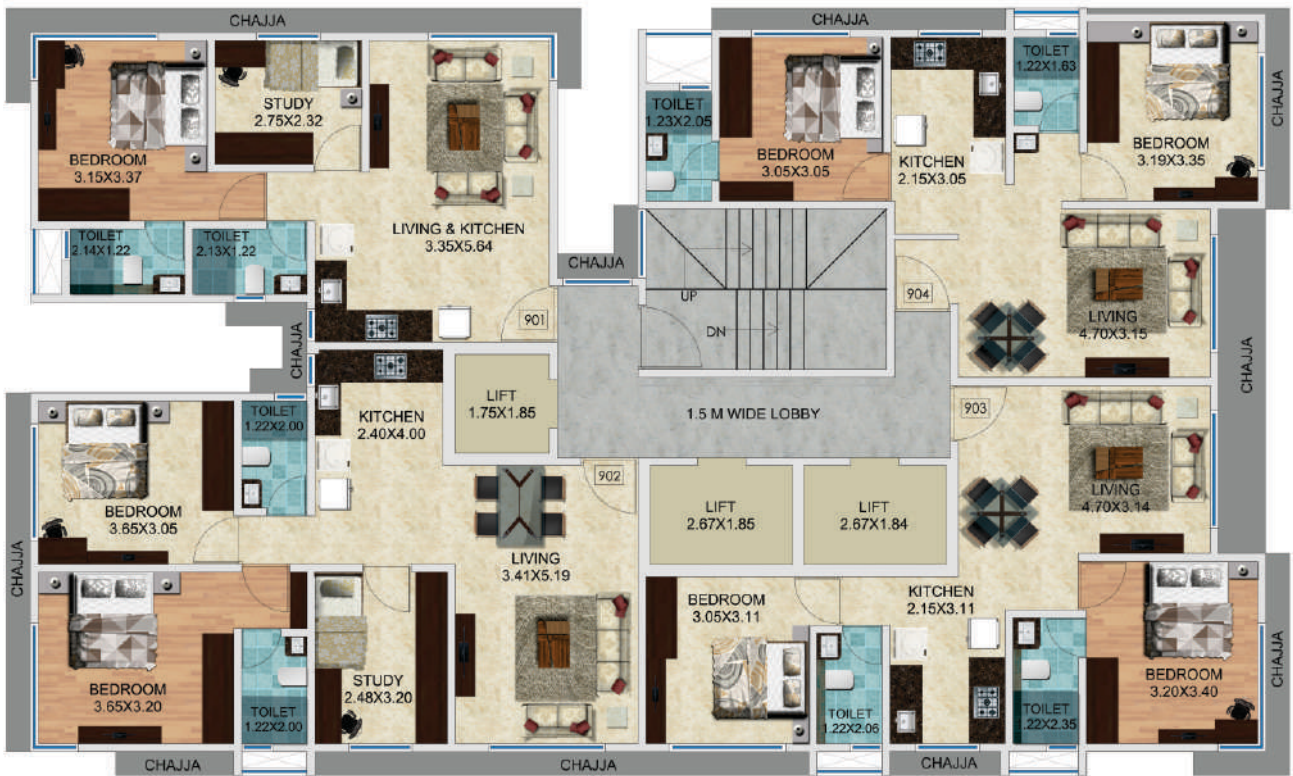 CHAJJA
CHAJJA
BEDROOM
3.15X3.37
STUDY
2.75X2.32
LIVING & KITCHEN
3.35X5.64
TOILET
2.14X1.22
TOILET
2.13X1.22
901
CHAJJA
CHAJJA
TOILET
1.23X2.05
BEDROOM
3.05X3.05
KITCHEN
2.15X3.05
TOILET
1.22X1.63
BEDROOM
3.19X3.35
CHAJJA
UP
DN
904
LIVING
4.70X3.15
CHAJJA
CHAJJA
LIFT
1.75X1.85
1.5 M WIDE LOBBY
903
TOILET
1.22X2.00
KITCHEN
2.40X4.00
902
BEDROOM
3.65X3.05
LIVING
3.41X5.19
LIFT
2.67X1.85
LIFT
2.67X1.84
LIVING
4.70X3.14
CHAJJA
BEDROOM
3.65X3.20
TOILET
1.22X2.00
STUDY
2.48X3.20
BEDROOM
3.05X3.11
KITCHEN
2.15X3.11
TOILET
1.22X2.06
TOILET
1.22X2.35
BEDROOM
3.20X3.40
CHAJJA
CHAJJA
CHAJJA
CHAJJA